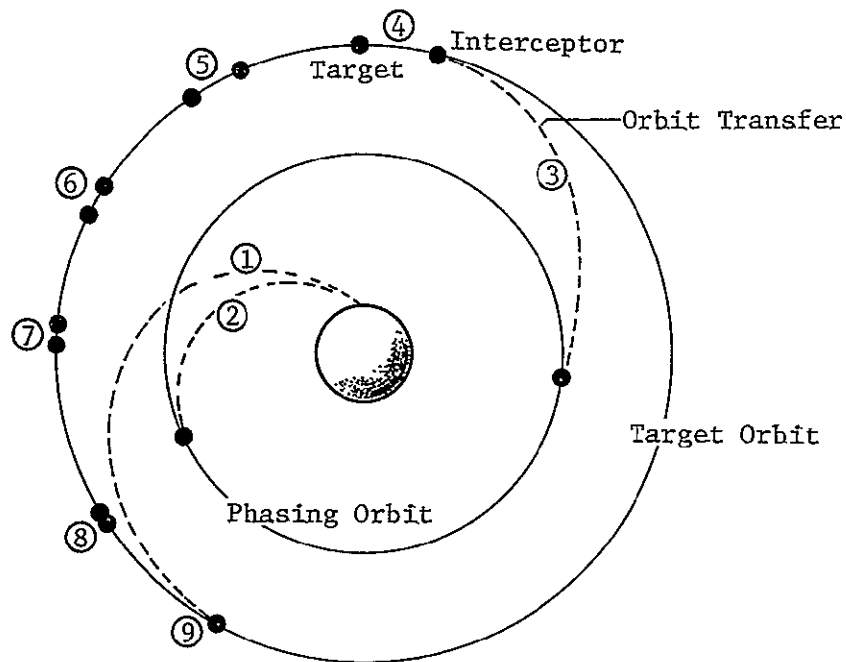 ④
⑤
Interceptor
Target
Orbit Transfer
③
⑥
①
②
⑦
Target Orbit
Phasing Orbit
⑧
⑨